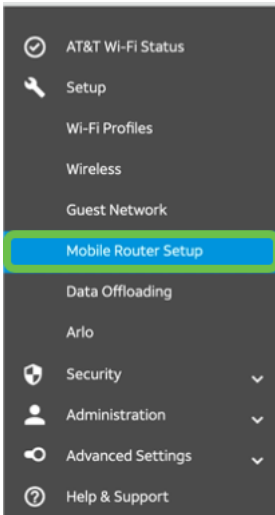 AT&T Wi-Fi Status
Setup
Wi-Fi Profiles
Wireless
Guest Network
Mobile Router Setup
Data Offloading
Arlo
Security
Administration
Advanced Settings
Help & Support